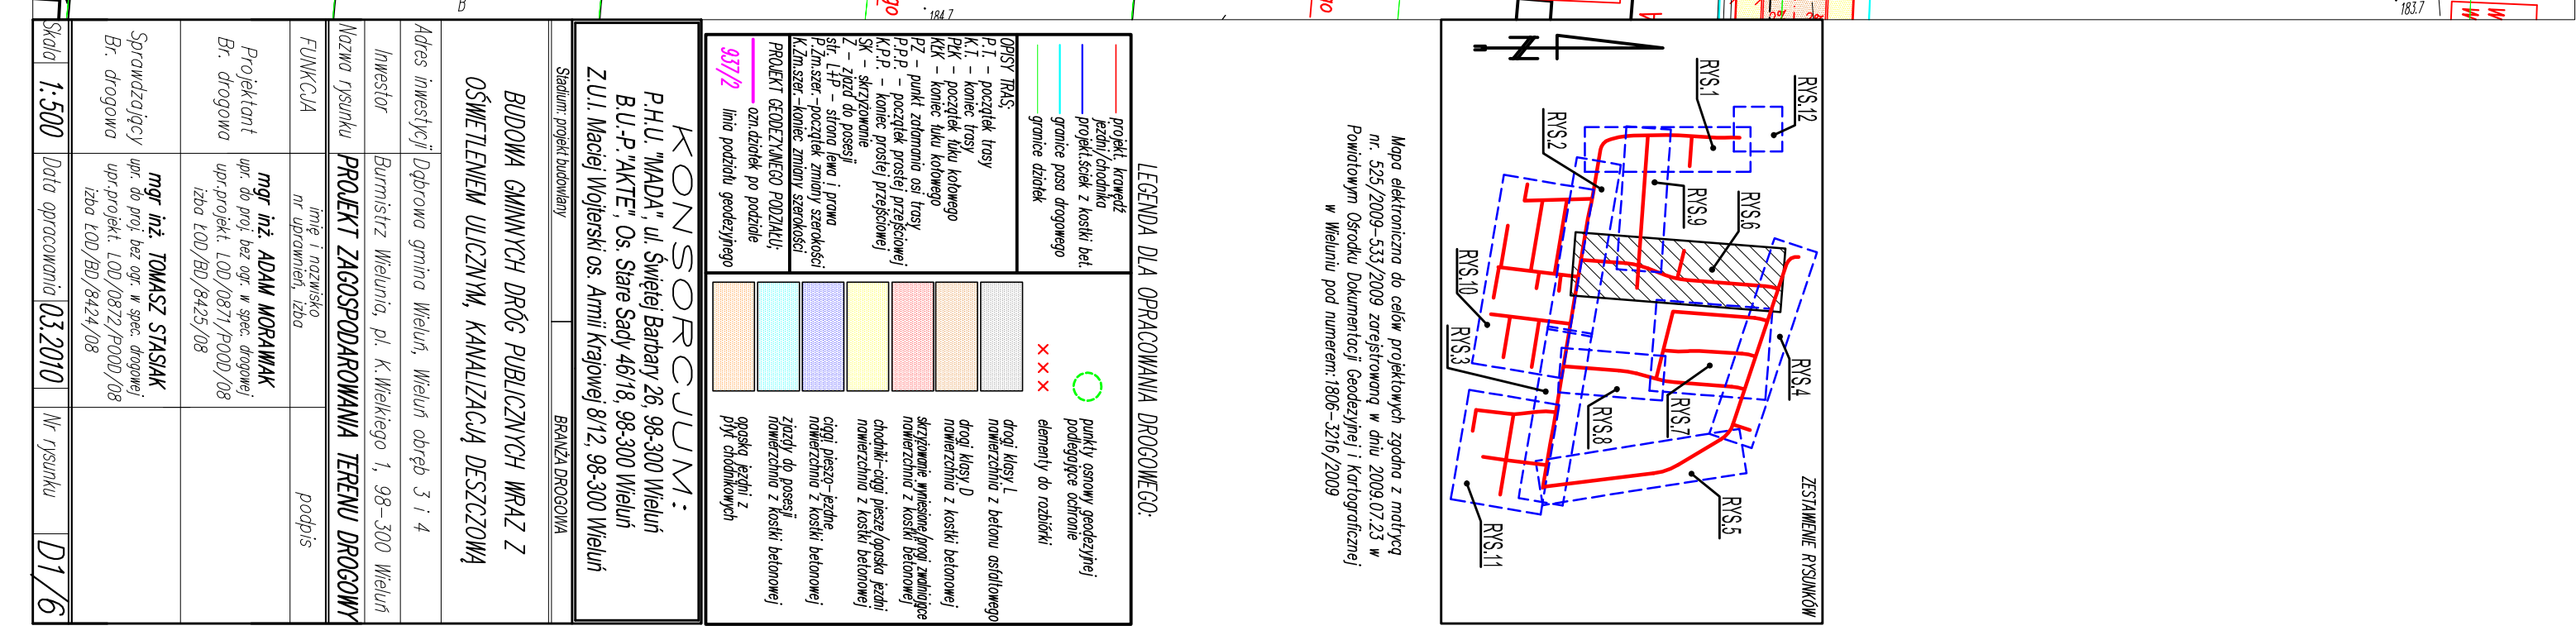 ZESTAWIENIE RYSUNKÓW
RYS.12
RYS.1
RYS.2
RYS.9
RYS.6
RYS.10
RYS.3
RYS.4
RYS.7
RYS.8
RYS.5
RYS.11
N
Mapa elektroniczna do celów projektowych zgodna z matrycą
nr. 525/2009-533/2009 zarejstrowaną w dniu 2009.07.23 w
Powiatowym Ośrodku Dokumentacji Geodezyjnej i Kartograficznej
w Wieluniu pod numerem:1806-3216/2009
LEGENDA DLA OPRACOWANIA DROGOWEGO:
projekt. krawędź
jezdni/chodnika
projekt.ściek z kostki bet.
granice pasa drogowego
granice działek
OPISY TRAS:
P.T. - początek trasy
K.T. - koniec trasy
PŁK - początek łuku kołowego
KŁK - koniec łuku kołowego
PZ - punkt załamania osi trasy
P.P.P. - początek prostej przejściowej
K.P.P. - koniec prostej przejściowej
SK - skrzyżowanie
Z - zjazd do posesji
str. L+P - strona lewa i prawa
P.Zm.szer.-początek zmiany szerokości
K.Zm.szer.-koniec zmiany szerokości
PROJEKT GEODEZYJNEGO PODZIAŁU:
ozn.działek po podziale
937/2 linia podziału geodezyjnego
punkty osnowy geodezyjnej
podlegające ochronie
elementy do rozbiórki
drogi klasy L
nawierzchnia z betonu asfaltowego
drogi klasy D
nawierzchnia z kostki betonowej
skrzyżowanie wyniesione/progi zwalniające
nawierzchnia z kostki betonowej
chodniki-ciągi piesze/opaska jezdni
nawierzchnia z kostki betonowej
ciągi pieszo-jezdne
nawierzchnia z kostki betonowej
zjazdy do posesji
nawierzchnia z kostki betonowej
opaska jezdni z
płyt chodnikowych
KONSORCJUM:
P.H.U. "MADA", ul. Świętej Barbary 26, 98-300 Wieluń
B.U.-P."AKTE", Os. Stare Sady 46/18, 98-300 Wieluń
Z.U.I. Maciej Wojterski os. Armii Krajowej 8/12, 98-300 Wieluń
Stadium: projekt budowlany
BRANŻA DROGOWA
BUDOWA GMINNYCH DRÓG PUBLICZNYCH WRAZ Z
OŚWIETLENIEM ULICZNYM, KANALIZACJĄ DESZCZOWĄ
Adres inwestycji Dąbrowa gmina Wieluń, Wieluń obręb 3 i 4
Inwestor Burmistrz Wielunia, pl. K.Wielkiego 1, 98-300 Wieluń
Nazwa rysunku PROJEKT ZAGOSPODAROWANIA TERENU DROGOWY
FUNKCJA
imię i nazwisko
nr uprawnień, izba
podpis
Projektant
Br. drogowa
mgr inż. ADAM MORAWIAK
upr. do proj. bez ogr. w spec. drogowej
upr.projekt. LOD/0871/POOD/08
izba ŁOD/BD/8425/08
Sprawdzający
Br. drogowa
mgr inż. TOMASZ STASIAK
upr. do proj. bez ogr. w spec. drogowej
upr.projekt. LOD/0872/POOD/08
izba ŁOD/BD/8424/08
Skala 1:500 Data opracowania 03.2010 Nr rysunku D1/6
B
184.7
183.7